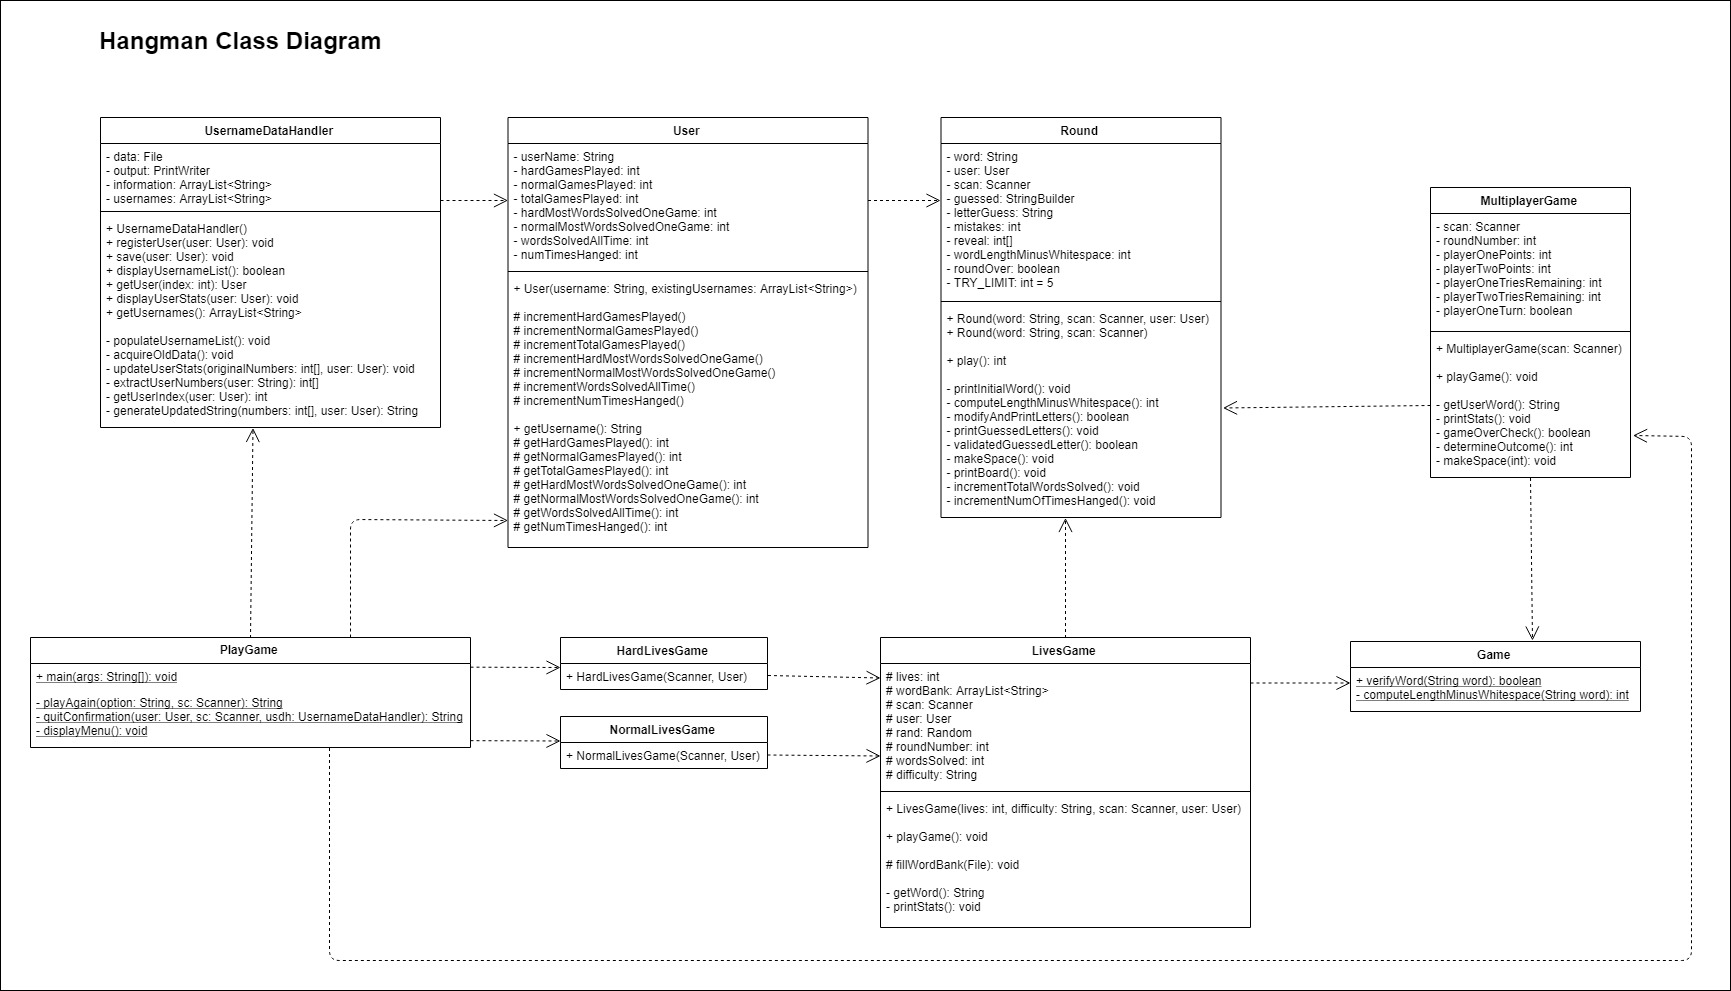 Hangman Class Diagram
UsernameDataHandler
- data: File
- output: PrintWriter
- information: ArrayList<String>
- usernames: ArrayList<String>
+ UsernameDataHandler()
+ registerUser(user: User): void
+ save(user: User): void
+ displayUsernameList(): boolean
+ getUser(index: int): User
+ displayUserStats(user: User): void
+ getUsernames(): ArrayList<String>
- populateUsernameList(): void
- acquireOldData(): void
- updateUserStats(originalNumbers: int[], user: User): void
- extractUserNumbers(user: String): int[]
- getUserIndex(user: User): int
- generateUpdatedString(numbers: int[], user: User): String
User
- userName: String
- hardGamesPlayed: int
- normalGamesPlayed: int
- totalGamesPlayed: int
- hardMostWordsSolvedOneGame: int
- normalMostWordsSolvedOneGame: int
- wordsSolvedAllTime: int
- numTimesHanged: int
+ User(username: String, existingUsernames: ArrayList<String>)
# incrementHardGamesPlayed()
# incrementNormalGamesPlayed()
# incrementTotalGamesPlayed()
# incrementHardMostWordsSolvedOneGame()
# incrementNormalMostWordsSolvedOneGame()
# incrementWordsSolvedAllTime()
# incrementNumTimesHanged()
+ getUsername(): String
# getHardGamesPlayed(): int
# getNormalGamesPlayed(): int
# getTotalGamesPlayed(): int
# getHardMostWordsSolvedOneGame(): int
# getNormalMostWordsSolvedOneGame(): int
# getWordsSolvedAllTime(): int
# getNumTimesHanged(): int
Round
- word: String
- user: User
- scan: Scanner
- guessed: StringBuilder
- letterGuess: String
- mistakes: int
- reveal: int[]
- wordLengthMinusWhitespace: int
- roundOver: boolean
- TRY_LIMIT: int = 5
+ Round(word: String, scan: Scanner, user: User)
+ Round(word: String, scan: Scanner)
+ play(): int
- printInitialWord(): void
- computeLengthMinusWhitespace(): int
- modifyAndPrintLetters(): boolean
- printGuessedLetters(): void
- validatedGuessedLetter(): boolean
- makeSpace(): void
- printBoard(): void
- incrementTotalWordsSolved(): void
- incrementNumOfTimesHanged(): void
MultiplayerGame
- scan: Scanner
- roundNumber: int
- playerOnePoints: int
- playerTwoPoints: int
- playerOneTriesRemaining: int
- playerTwoTriesRemaining: int
- playerOneTurn: boolean
+ MultiplayerGame(scan: Scanner)
+ playGame(): void
- getUserWord(): String
- printStats(): void
- gameOverCheck(): boolean
- determineOutcome(): int
- makeSpace(int): void
PlayGame
+ main(args: String[]): void
- playAgain(option: String, sc: Scanner): String
- quitConfirmation(user: User, sc: Scanner, usdh: UsernameDataHandler): String
- displayMenu(): void
HardLivesGame
+ HardLivesGame(Scanner, User)
NormalLivesGame
+ NormalLivesGame(Scanner, User)
LivesGame
# lives: int
# wordBank: ArrayList<String>
# scan: Scanner
# user: User
# rand: Random
# roundNumber: int
# wordsSolved: int
# difficulty: String
+ LivesGame(lives: int, difficulty: String, scan: Scanner, user: User)
+ playGame(): void
# fillWordBank(File): void
- getWord(): String
- printStats(): void
Game
+ verifyWord(String word): boolean
- computeLengthMinusWhitespace(String word): int